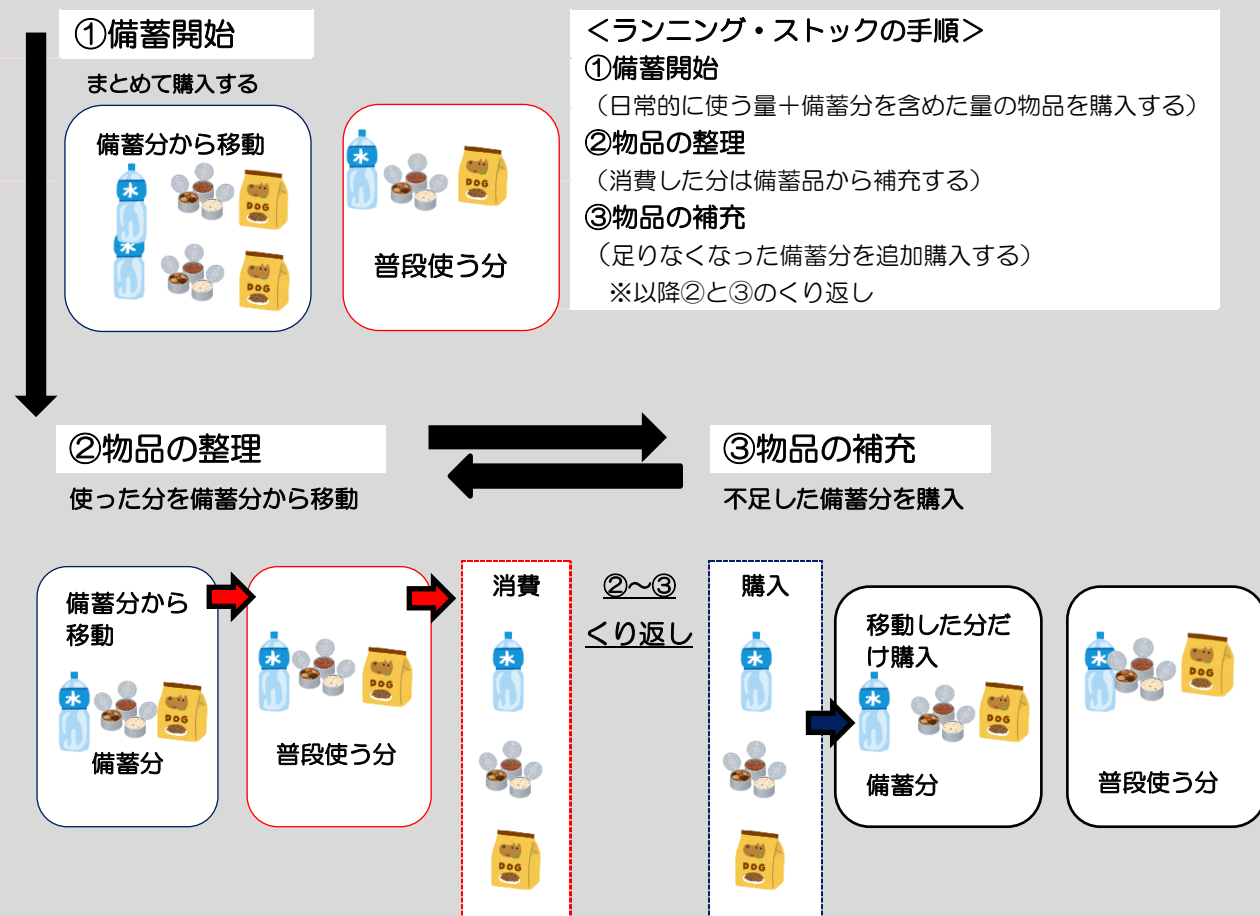 ①備蓄開始
まとめて購入する
備蓄分から移動
水
DOG
水
DOG
水
DOG
普段使う分
＜ランニング・ストックの手順＞
①備蓄開始
（日常的に使う量＋備蓄分を含めた量の物品を購入する）
②物品の整理
（消費した分は備蓄品から補充する）
③物品の補充
（足りなくなった備蓄分を追加購入する）
※以降②と③のくり返し
②物品の整理
使った分を備蓄分から移動
③物品の補充
不足した備蓄分を購入
備蓄分から
移動
水
DOG
備蓄分
水
DOG
普段使う分
消費
水
DOG
②～③
くり返し
購入
水
DOG
移動した分だ
け購入
水
DOG
備蓄分
水
DOG
普段使う分